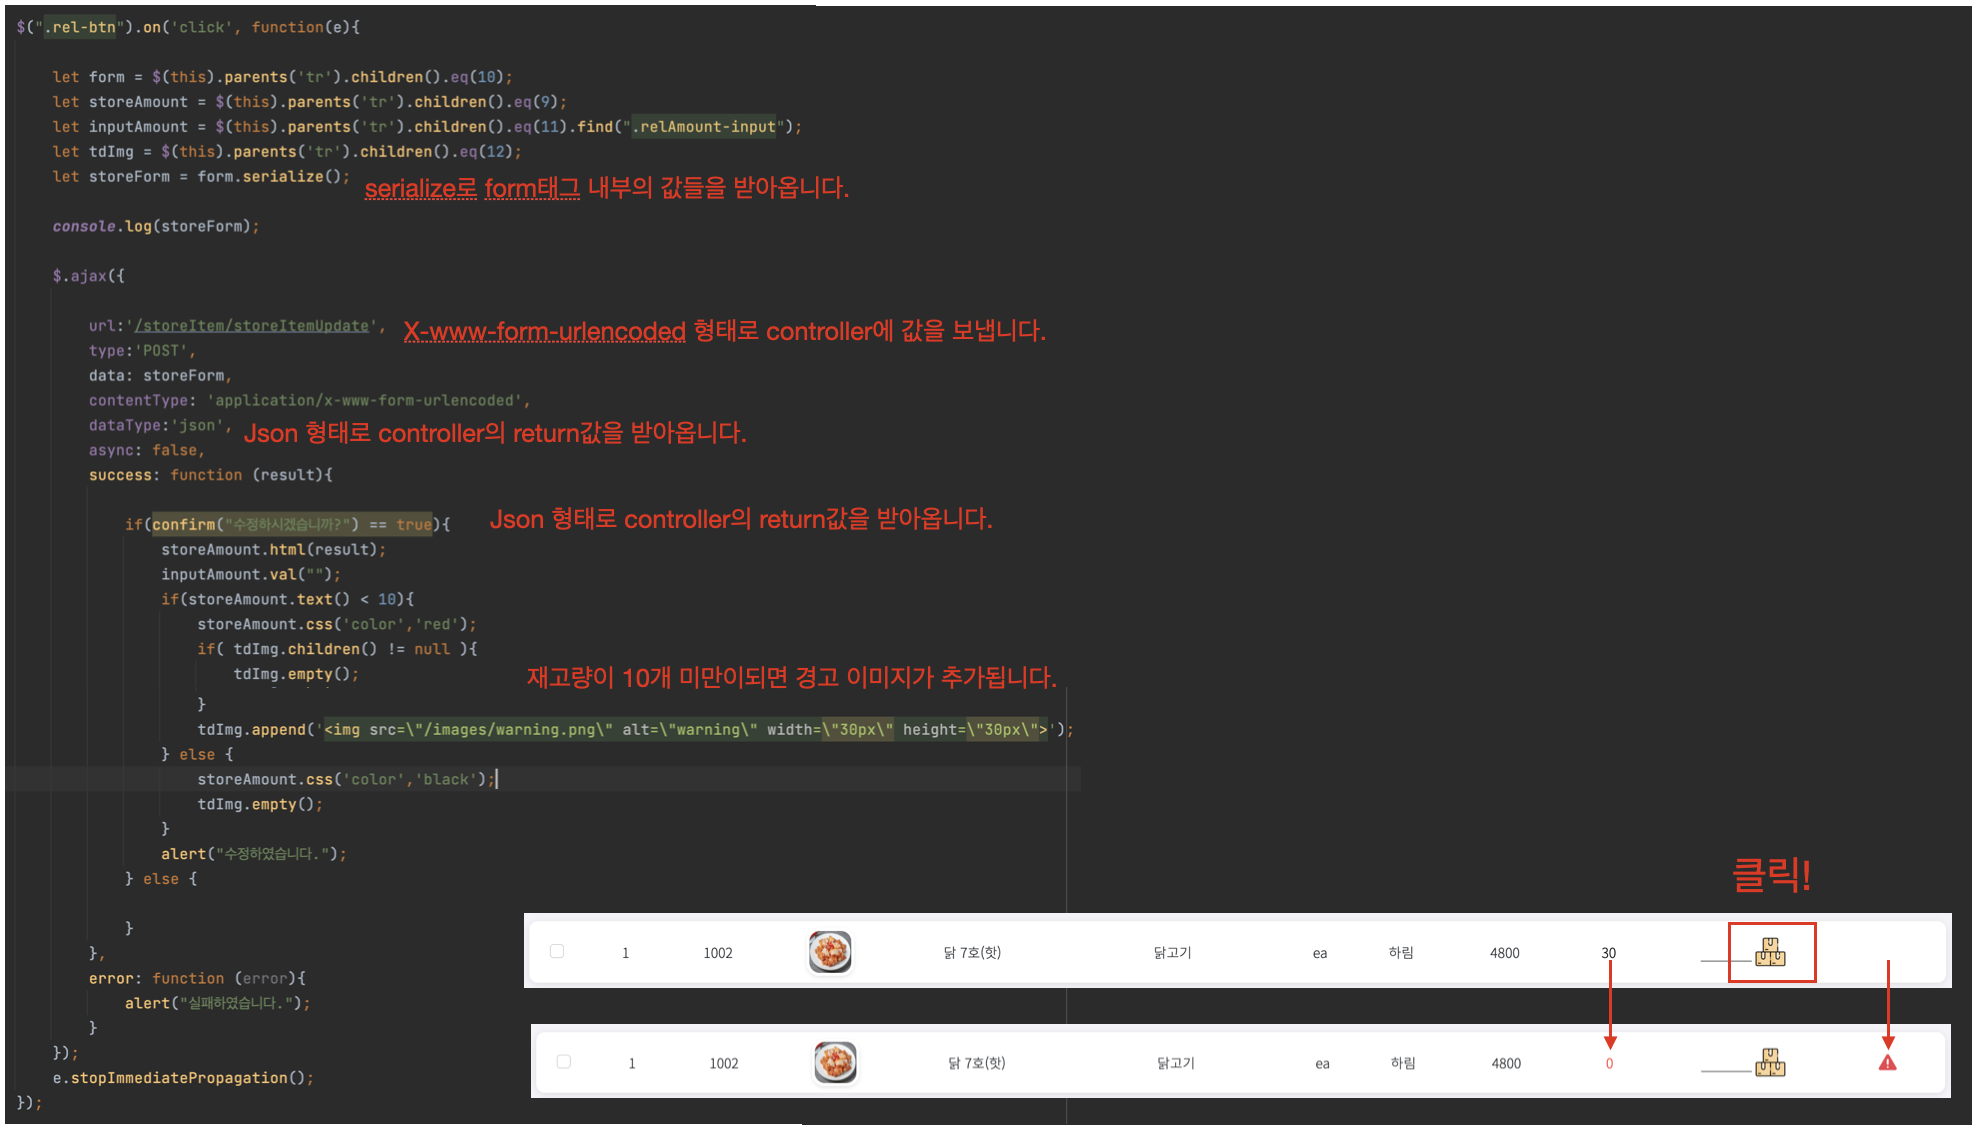 $(".rel-btn").on('click', function(e){
let form = $(this).parents('tr').children().eq(10);
let storeAmount = $(this).parents('tr').children().eq(9);
let inputAmount = $(this).parents('tr').children().eq(11).find(".relAmount-input");
let tdImg = $(this).parents('tr').children().eq(12);
let storeForm = form.serialize();
serialize로 form태그 내부의 값들을 받아옵니다.
console.log(storeForm);
$.ajax({
url:'/storeItem/storeItemUpdate',
X-www-form-urlencoded 형태로 controller에 값을 보냅니다.
type:'POST',
data: storeForm,
contentType: 'application/x-www-form-urlencoded',
dataType:'json',
Json 형태로 controller의 return값을 받아옵니다.
async: false,
success: function (result){
if(confirm("수정하시겠습니까?") == true){
Json 형태로 controller의 return값을 받아옵니다.
storeAmount.html(result);
inputAmount.val("");
if(storeAmount.text() < 10){
storeAmount.css('color','red');
if( tdImg.children() != null ){
tdImg.empty();
재고량이 10개 미만이되면 경고 이미지가 추가됩니다.
}
tdImg.append('<img src=\"/images/warning.png\" alt=\"warning\" width=\"30px\" height=\"30px\">');
} else {
storeAmount.css('color','black');
tdImg.empty();
}
alert("수정하였습니다.");
} else {
}
},
error: function (error){
alert("실패하였습니다.");
}
});
e.stopImmediatePropagation();
});
클릭!
1 1002 닭 7호(핫) 닭고기 ea 하림 4800 30
1 1002 닭 7호(핫) 닭고기 ea 하림 4800 0